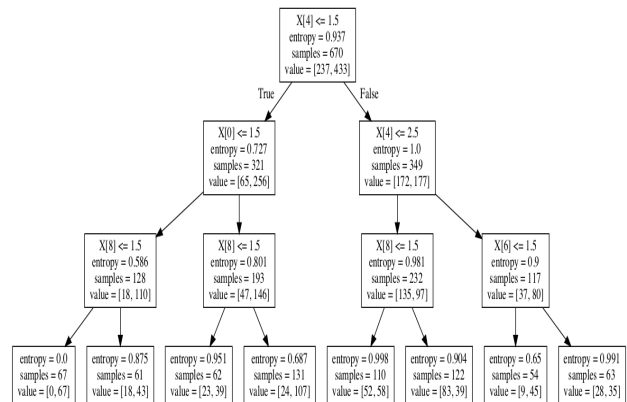 X[4] <= 1.5
entropy = 0.937
samples = 670
value = [237, 433]
True
False
X[0] <= 1.5
entropy = 0.727
samples = 321
value = [65, 256]
X[4] <= 2.5
entropy = 1.0
samples = 349
value = [172, 177]
X[8] <= 1.5
entropy = 0.586
samples = 128
value = [18, 110]
X[8] <= 1.5
entropy = 0.801
samples = 193
value = [47, 146]
X[8] <= 1.5
entropy = 0.981
samples = 232
value = [135, 97]
X[6] <= 1.5
entropy = 0.9
samples = 117
value = [37, 80]
entropy = 0.0
samples = 67
value = [0, 67]
entropy = 0.875
samples = 61
value = [18, 43]
entropy = 0.951
samples = 62
value = [23, 39]
entropy = 0.687
samples = 131
value = [24, 107]
entropy = 0.998
samples = 110
value = [52, 58]
entropy = 0.904
samples = 122
value = [83, 39]
entropy = 0.65
samples = 54
value = [9, 45]
entropy = 0.991
samples = 63
value = [28, 35]